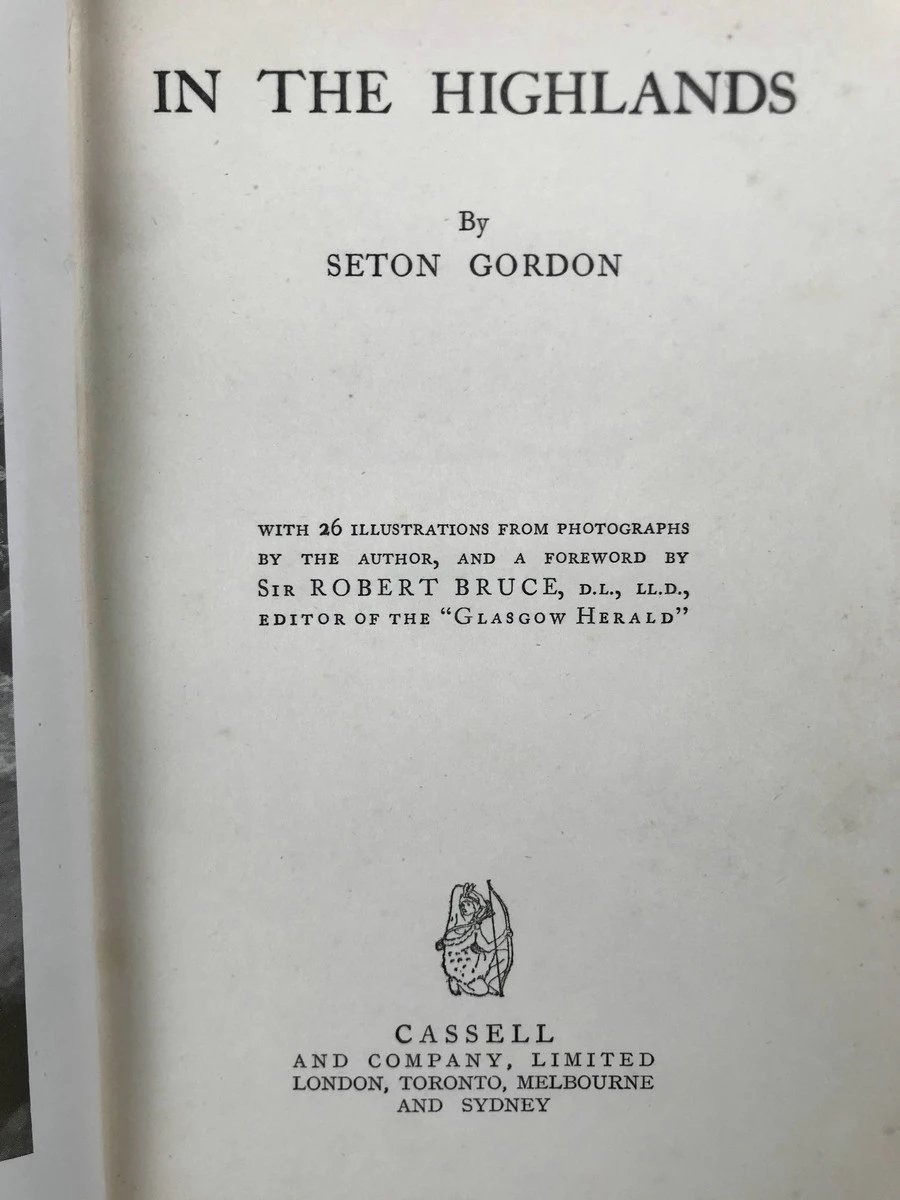 IN THE HIGHLANDS
By
SETON GORDON
WITH 26 ILLUSTRATIONS FROM PHOTOGRAPHS
BY THE AUTHOR, AND A FOREWORD BY
SIR ROBERT BRUCE, D.L., LL.D.,
EDITOR OF THE "GLASGOW HERALD"
CASSELL
AND COMPANY, LIMITED
LONDON, TORONTO, MELBOURNE
AND SYDNEY